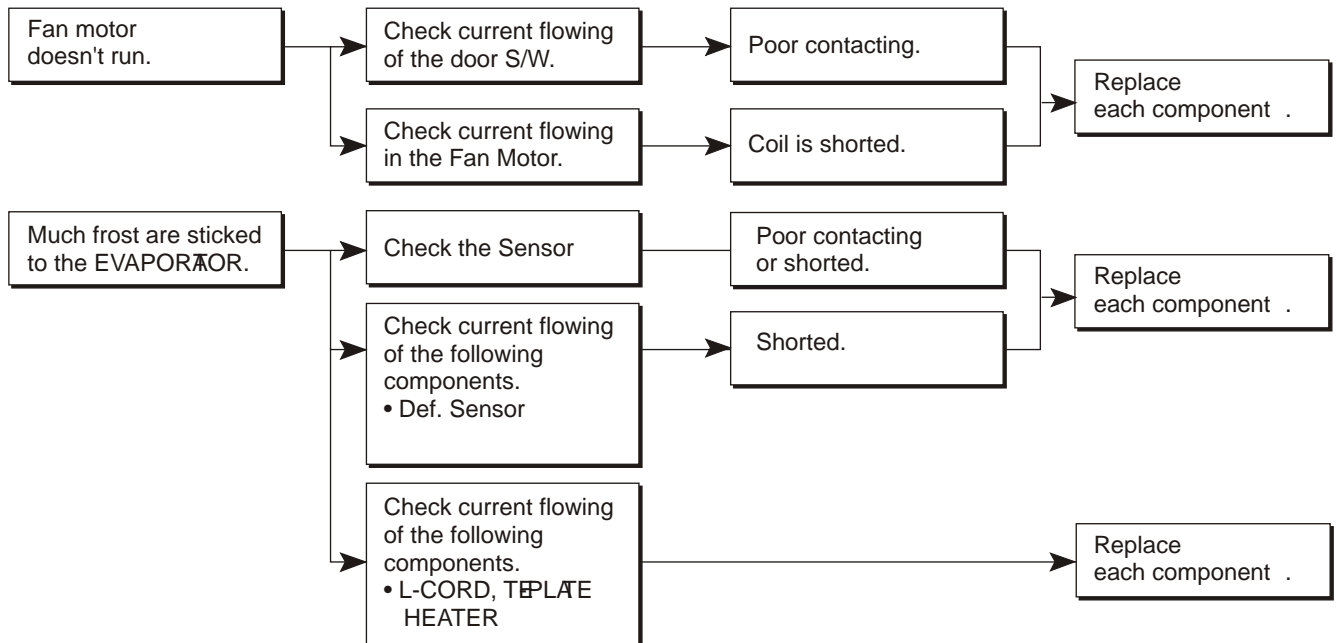 Fan motor
doesn't run.
Check current flowing
of the door S/W.
Poor contacting.
Replace
each component .
Check current flowing
in the Fan Motor.
Coil is shorted.
Much frost are sticked
to the EVAPORATOR.
Check the Sensor
Poor contacting
or shorted.
Replace
each component .
Check current flowing
of the following
components.
• Def. Sensor
Shorted.
Check current flowing
of the following
components.
• L-CORD,
HEATER
Replace
each component .